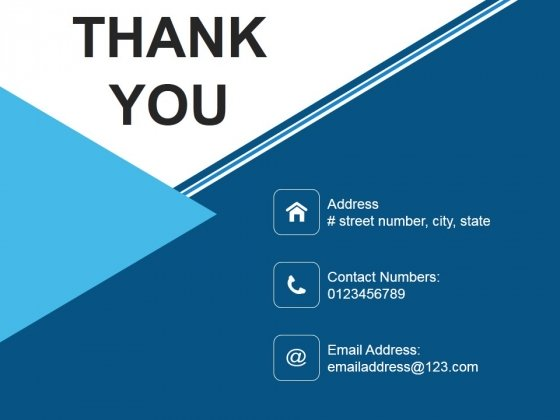 THANK
YOU
Address
# street number, city, state
Contact Numbers:
0123456789
@
Email Address:
emailaddress@123.com